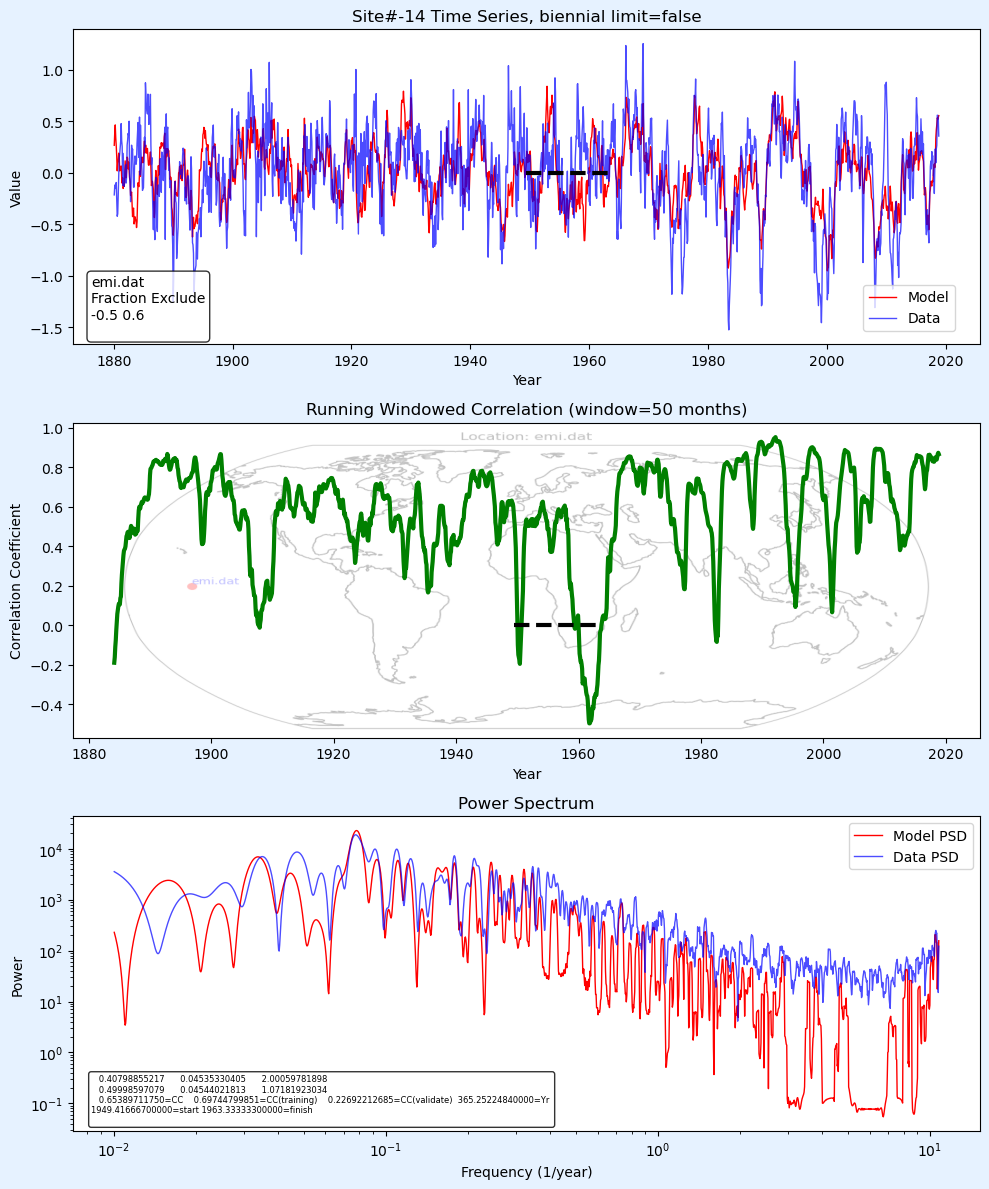 Site#-14 Time Series, biennial limit=false
Value
1.0
0.5
0.0
−0.5
−1.0
−1.5
emi.dat
Fraction Exclude
-0.5 0.6
Model
Data
1880 1900 1920 1940 1960 1980 2000 2020
Year
Running Windowed Correlation (window=50 months)
Location: emi.dat
Correlation Coefficient
1.0
0.8
0.6
0.4
0.2
0.0
−0.2
−0.4
emi.dat
1880 1900 1920 1940 1960 1980 2000 2020
Year
Power Spectrum
Power
10⁴
10³
10²
10¹
10⁰
10⁻¹
Model PSD
Data PSD
0.40798855217 0.04535330405 2.00059781898
0.49998597079 0.04544021813 1.07181923034
0.65389711750=CC 0.69744799851=CC(training) 0.22692212685=CC(validate) 365.25224840000=Yr
1949.41666700000=start 1963.33333300000=finish
10⁻² 10⁻¹ 10⁰ 10¹
Frequency (1/year)